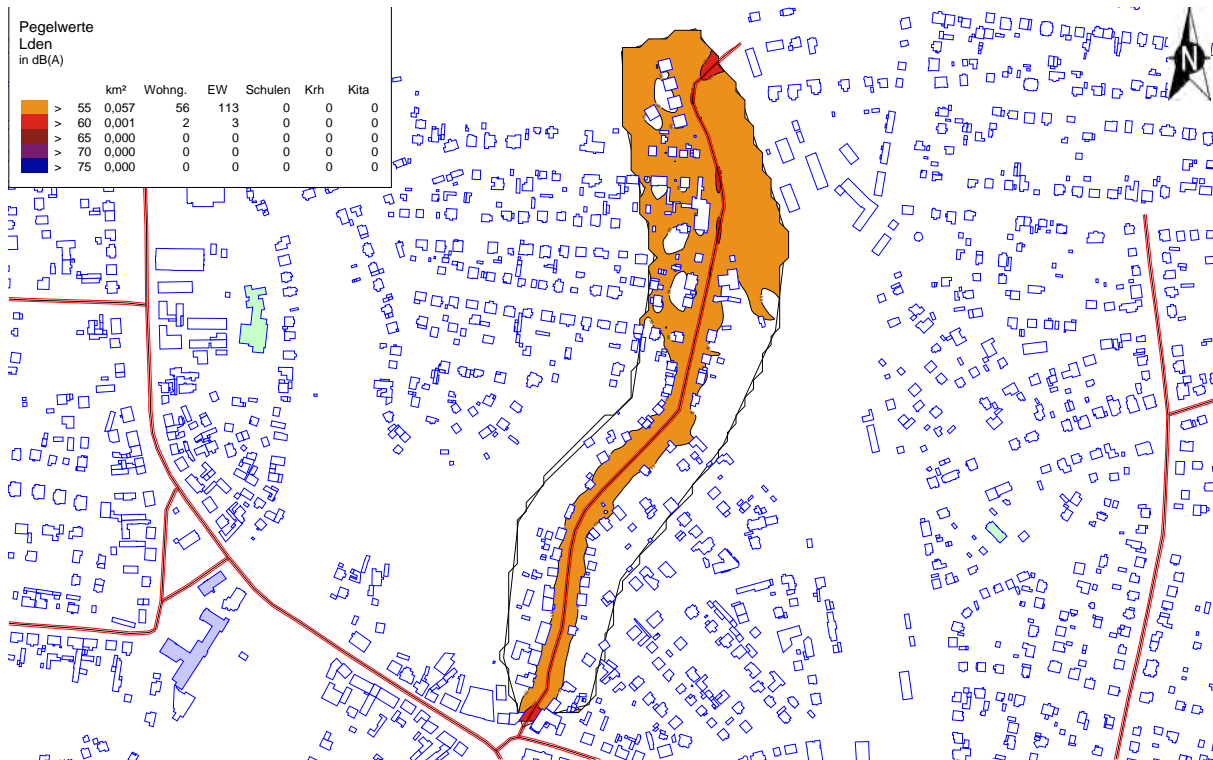 Pegelwerte
Lden
in dB(A)
km² Wohng. EW Schulen Krh Kita
> 55 0,057 56 113 0 0 0
> 60 0,001 2 3 0 0 0
> 65 0,000 0 0 0 0 0
> 70 0,000 0 0 0 0 0
> 75 0,000 0 0 0 0 0
N